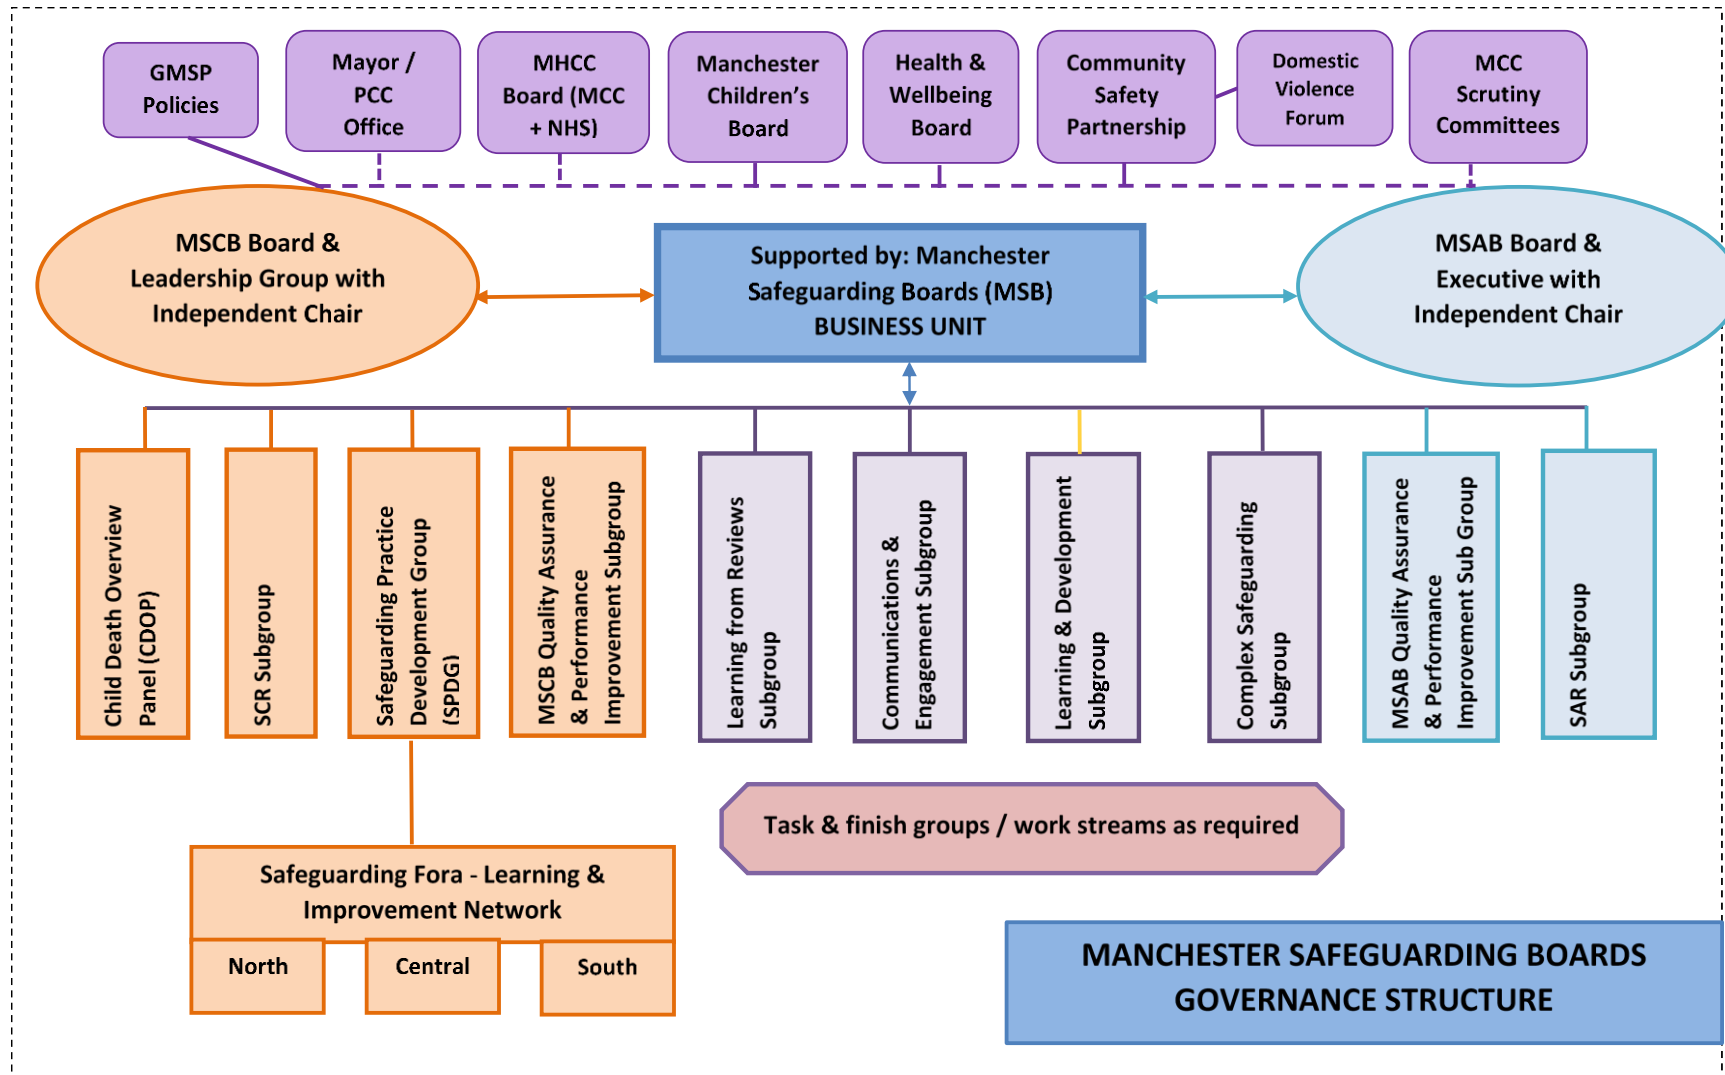 GMSP
Policies
Mayor /
PCC
Office
MHCC
Board (MCC
+ NHS)
Manchester
Children's
Board
Health &
Wellbeing
Board
Community
Safety
Partnership
Domestic
Violence
Forum
MCC
Scrutiny
Committees
MSCB Board &
Leadership Group with
Independent Chair
Supported by: Manchester
Safeguarding Boards (MSB)
BUSINESS UNIT
MSAB Board &
Executive with
Independent Chair
Child Death Overview
Panel (CDOP)
SCR Subgroup
Safeguarding Practice
Development Group
(SPDG)
MSCB Quality Assurance
& Performance
Improvement Subgroup
Learning from Reviews
Subgroup
Communications &
Engagement Subgroup
Learning & Development
Subgroup
Complex Safeguarding
Subgroup
MSAB Quality Assurance
& Performance
Improvement Sub Group
SAR Subgroup
Task & finish groups / work streams as required
Safeguarding Fora - Learning &
Improvement Network
North
Central
South
MANCHESTER SAFEGUARDING BOARDS
GOVERNANCE STRUCTURE